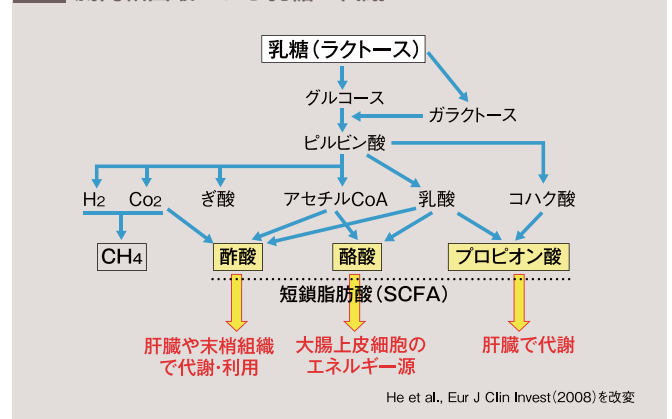 乳糖（ラクトース）
グルコース
ガラクトース
ピルビン酸
H2 Co2 ぎ酸 アセチルCoA 乳酸 コハク酸
CH4 酢酸 酪酸 プロピオン酸
短鎖脂肪酸（SCFA）
肝臓や末梢組織 大腸上皮細胞の 肝臓で代謝
で代謝・利用 エネルギー源
He et al., Eur J Clin Invest（2008）を改変